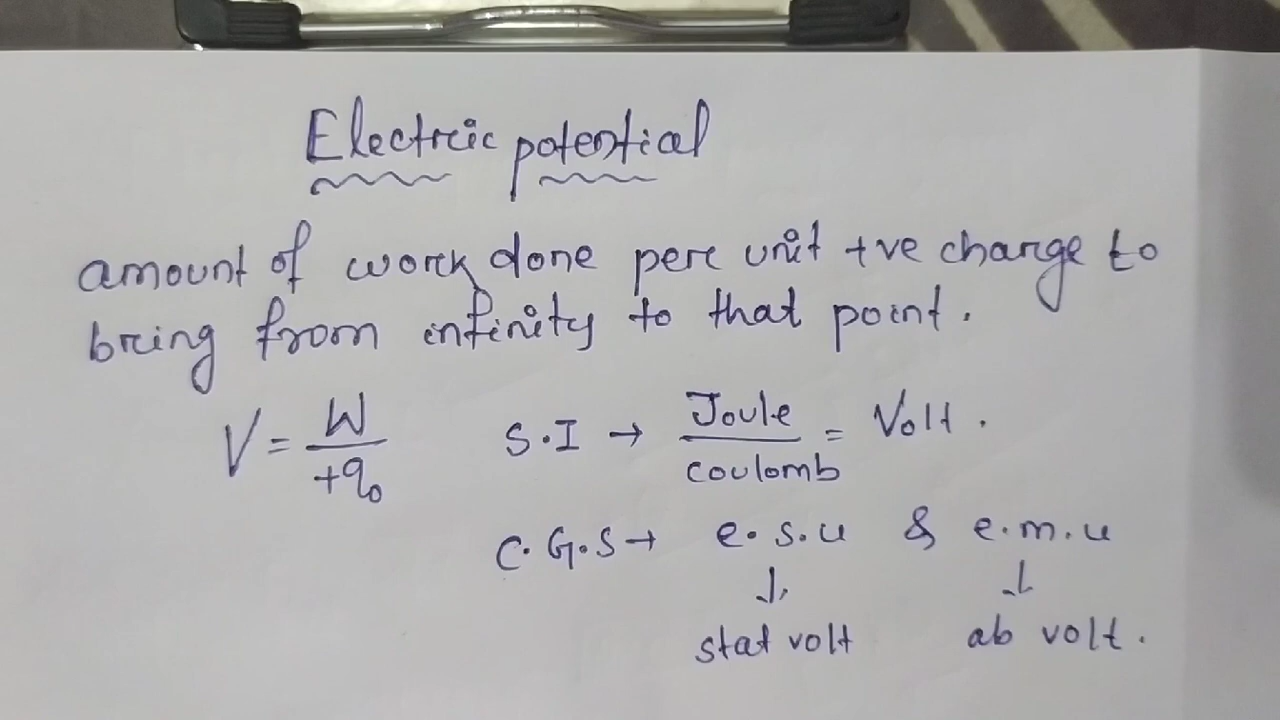 Electric potential
amount of work done per unit +ve charge to
bring from infinity to that point.
V = W / +q₀ S.I → Joule / coulomb = Volt.
C.G.S → e.s.u & e.m.u
↓ ↓
stat volt ab volt.